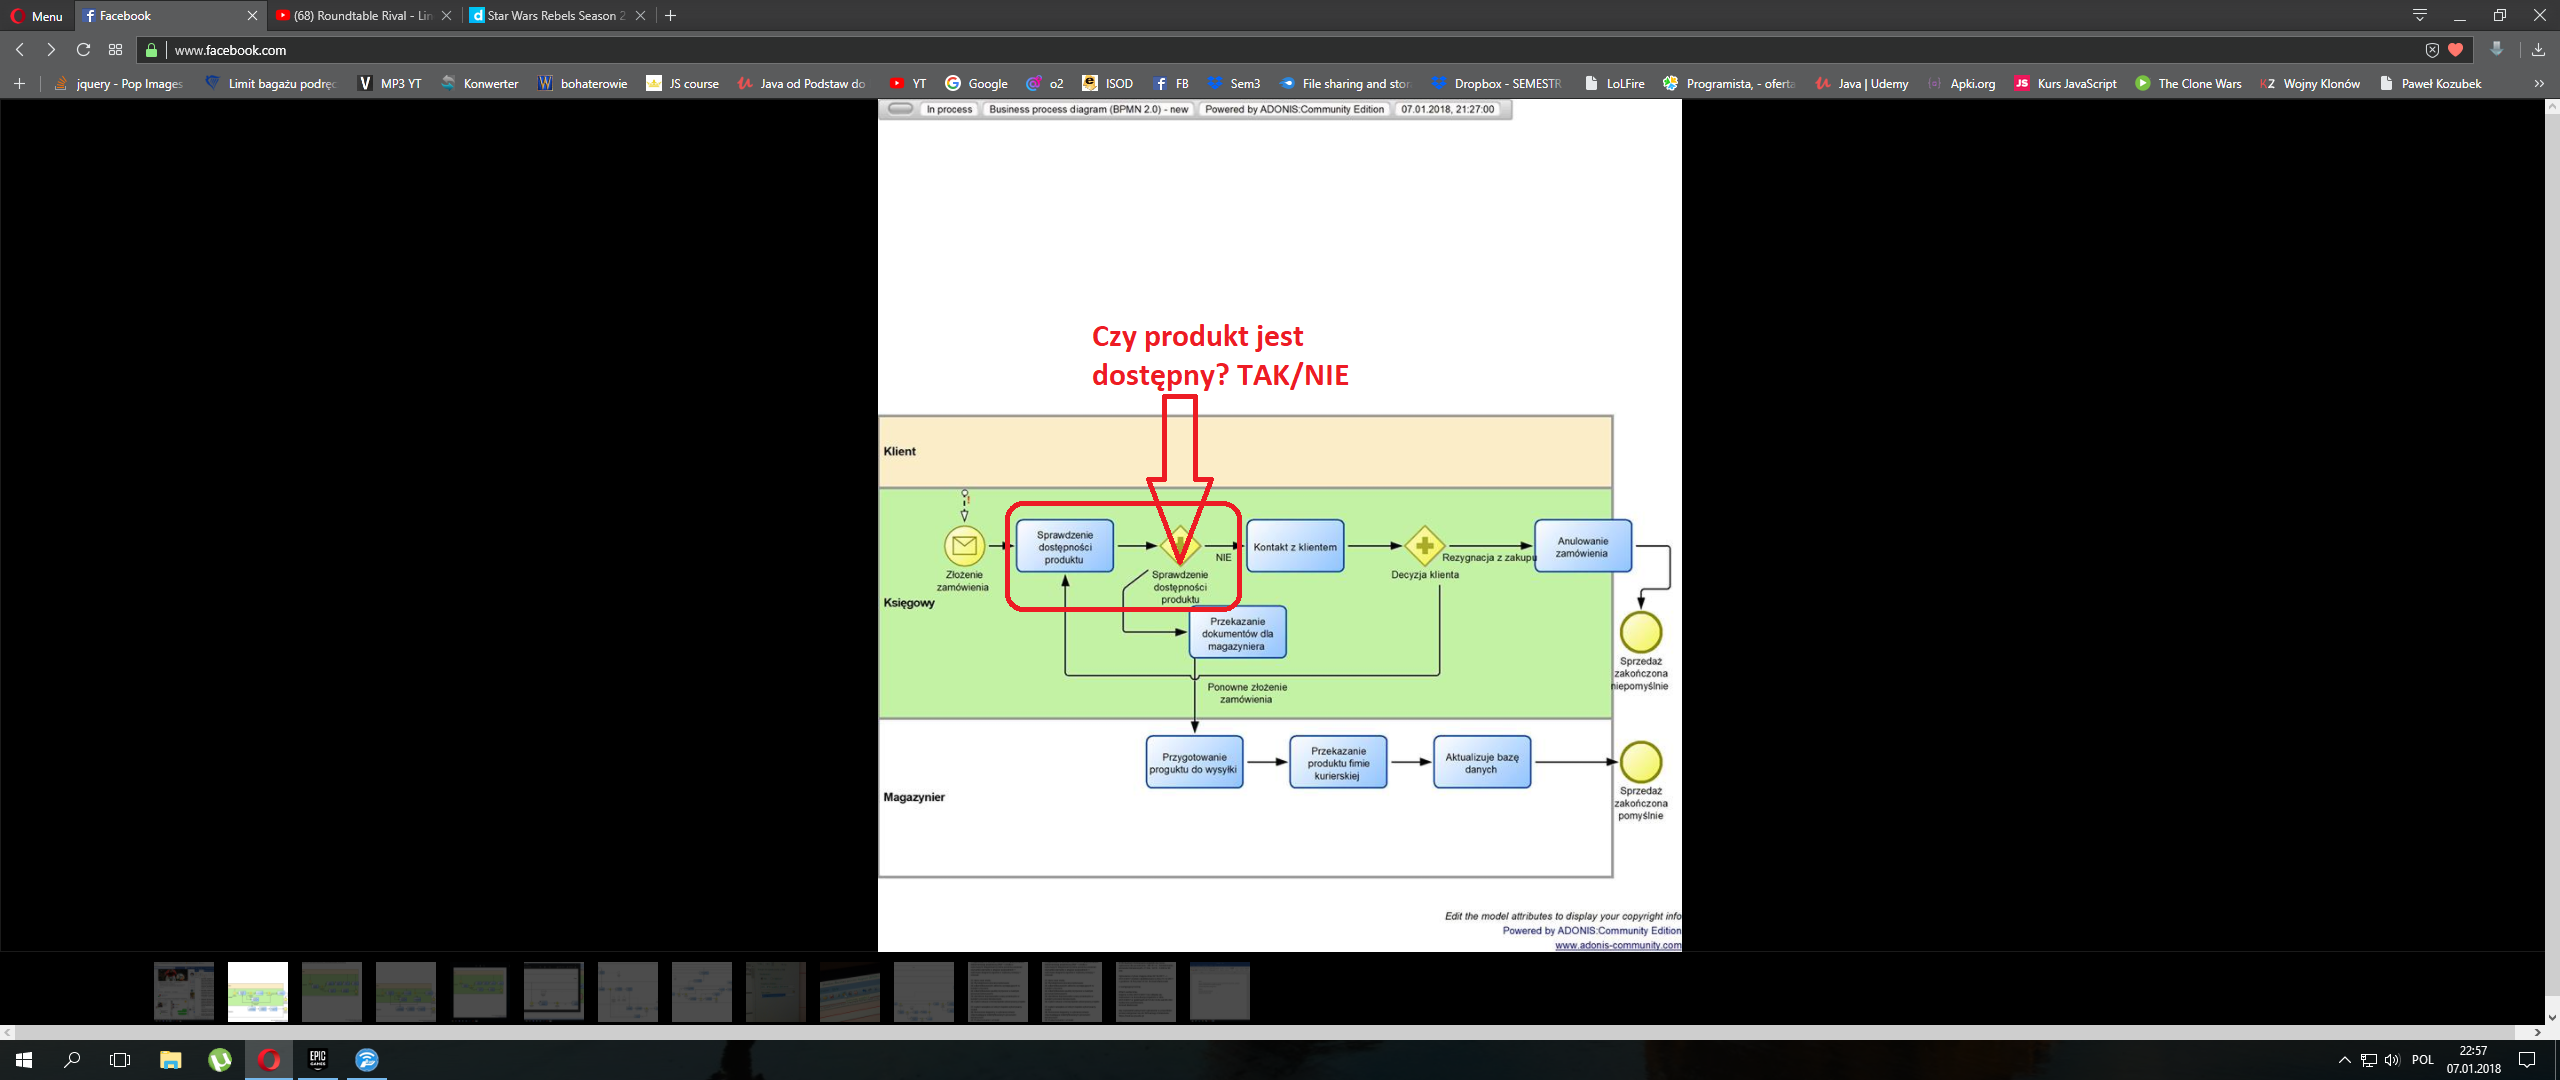 Menu
Facebook
(68) Roundtable Rival - Lin
Star Wars Rebels Season 2
www.facebook.com
jquery - Pop Images
Limit bagażu podręc
MP3 YT
Konwerter
bohaterowie
JS course
Java od Podstaw do
YT
Google
o2
ISOD
FB
Sem3
File sharing and stor
Dropbox - SEMESTR
LoLFire
Programista, - oferta
Java | Udemy
Apki.org
Kurs JavaScript
The Clone Wars
Wojny Klonów
Paweł Kozubek
In process
Business process diagram (BPMN 2.0) - new
Powered by ADONIS:Community Edition
07.01.2018, 21:27:00
Czy produkt jest
dostępny? TAK/NIE
Klient
Księgowy
Złożenie
zamówienia
Sprawdzenie
dostępności
produktu
Sprawdzenie
dostępności
produktu
NIE
Kontakt z klientem
Decyzja klienta
Rezygnacja z zakupu
Anulowanie
zamówienia
Przekazanie
dokumentów dla
magazyniera
Sprzedaż
zakończona
niepomyślnie
Ponowne złożenie
zamówienia
Magazynier
Przygotowanie
proguktu do wysyłki
Przekazanie
produktu fimie
kurierskiej
Aktualizuje bazę
danych
Sprzedaż
zakończona
pomyślnie
Edit the model attributes to display your copyright info
Powered by ADONIS:Community Edition
www.adonis-community.com
EPIC
GAMES
POL
22:57
07.01.2018